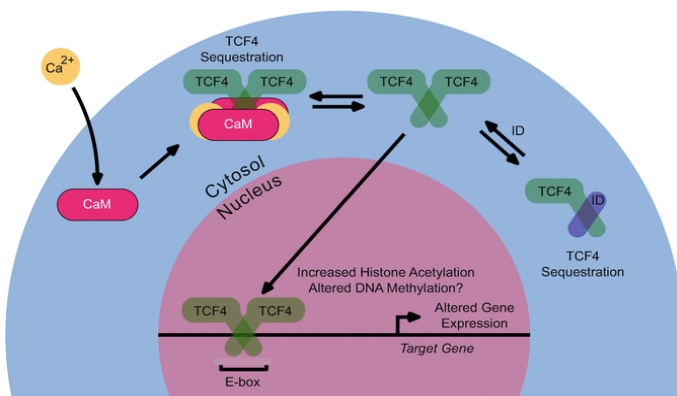 Ca2+
TCF4
Sequestration
TCF4 TCF4
CaM
TCF4 TCF4
CaM
ID
TCF4
ID
TCF4
Sequestration
Cytosol
Nucleus
Increased Histone Acetylation
Altered DNA Methylation?
TCF4 TCF4
Altered Gene
Expression
Target Gene
E-box